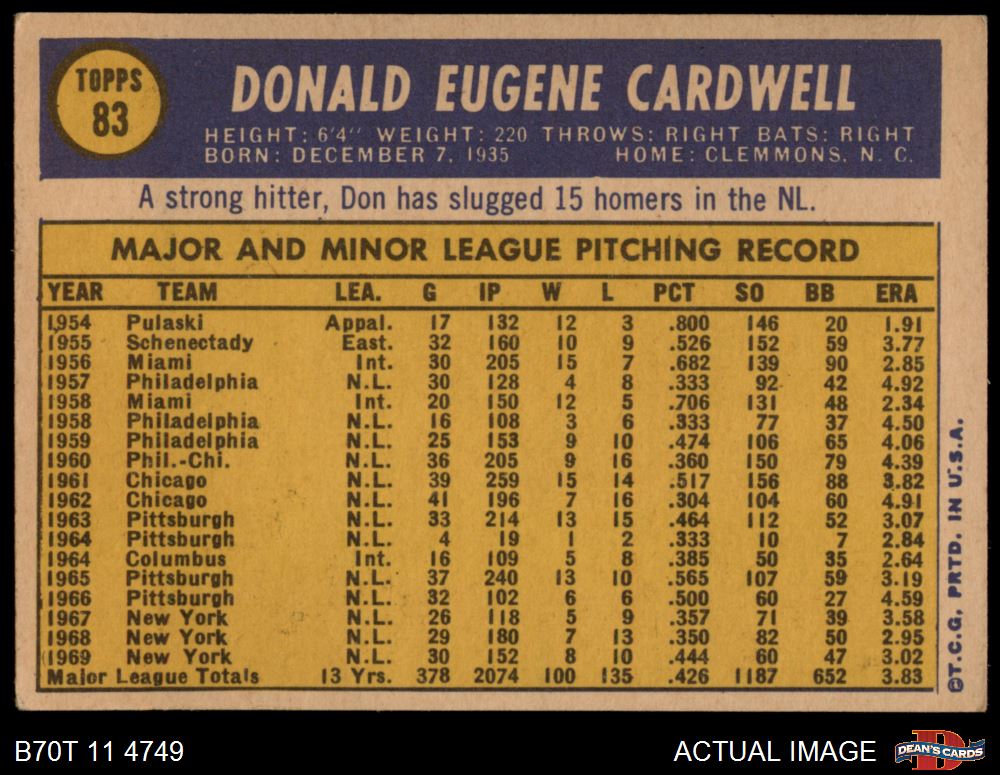 TOPPS
83
DONALD EUGENE CARDWELL
HEIGHT: 6'4" WEIGHT: 220 THROWS: RIGHT BATS: RIGHT
BORN: DECEMBER 7, 1935 HOME: CLEMMONS, N. C.
A strong hitter, Don has slugged 15 homers in the NL.
MAJOR AND MINOR LEAGUE PITCHING RECORD
YEAR TEAM LEA. G IP W L PCT SO BB ERA
1954 Pulaski Appal. 17 132 12 3 .800 146 20 1.91
1955 Schenectady East. 32 160 10 9 .526 152 59 3.77
1956 Miami Int. 30 205 15 7 .682 139 90 2.85
1957 Philadelphia N.L. 30 128 4 8 .333 92 42 4.92
1958 Miami Int. 20 150 12 5 .706 131 48 2.34
1958 Philadelphia N.L. 16 108 3 6 .333 77 37 4.50
1959 Philadelphia N.L. 25 153 9 10 .474 106 65 4.06
1960 Phil.-Chi. N.L. 36 205 9 16 .360 150 79 4.39
1961 Chicago N.L. 39 259 15 14 .517 156 88 3.82
1962 Chicago N.L. 41 196 7 16 .304 104 60 4.91
1963 Pittsburgh N.L. 33 214 13 15 .464 112 52 3.07
1964 Pittsburgh N.L. 4 19 1 2 .333 10 7 2.84
1964 Columbus Int. 16 109 5 8 .385 50 35 2.64
1965 Pittsburgh N.L. 37 240 13 10 .565 107 59 3.19
1966 Pittsburgh N.L. 32 102 6 6 .500 60 27 4.59
1967 New York N.L. 26 118 5 9 .357 71 39 3.58
1968 New York N.L. 29 180 7 13 .350 82 50 2.95
1969 New York N.L. 30 152 8 10 .444 60 47 3.02
Major League Totals 13 Yrs. 378 2074 100 135 .426 1187 652 3.83
©T.C.G. PRTD. IN U.S.A.
B70T 11 4749
ACTUAL IMAGE
DEAN'S CARDS